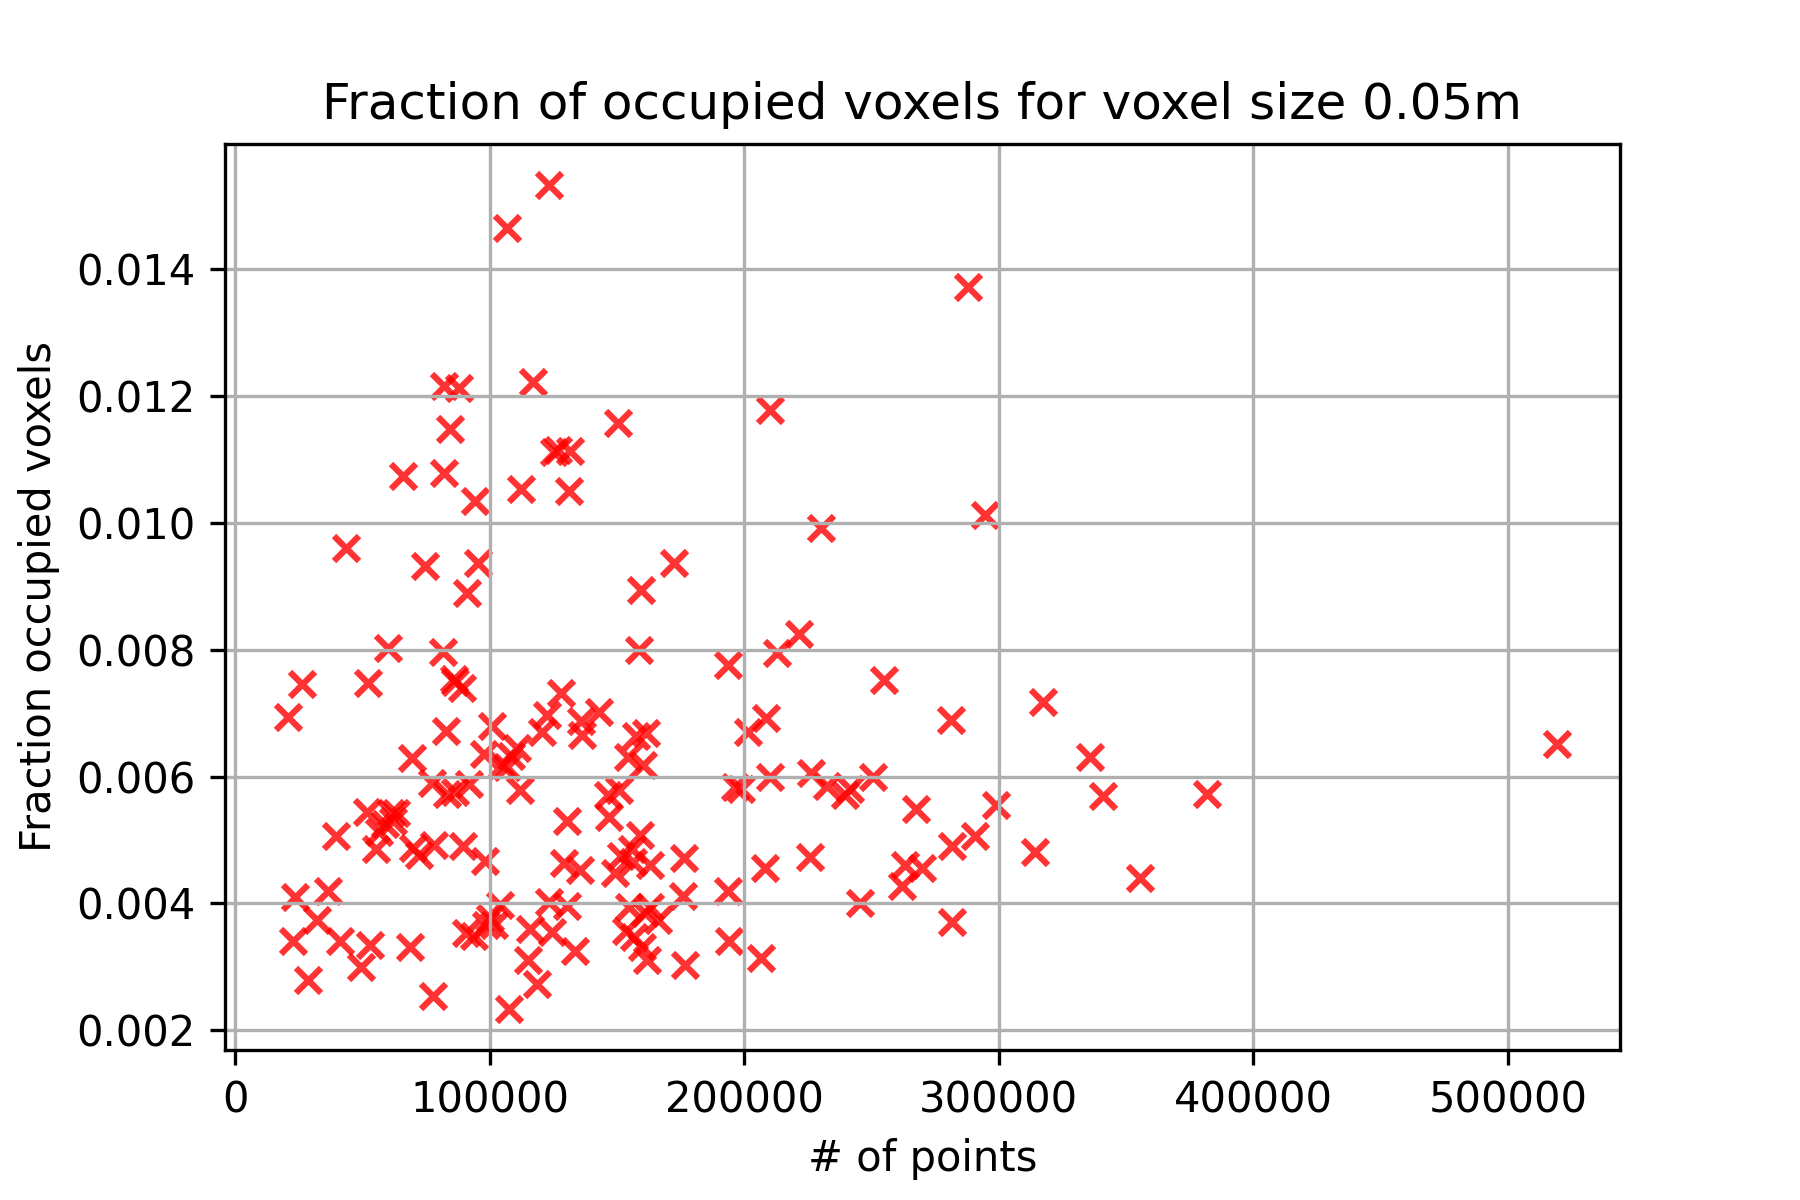 Fraction of occupied voxels for voxel size 0.05m
Fraction occupied voxels
0.014
0.012
0.010
0.008
0.006
0.004
0.002
0 100000 200000 300000 400000 500000
# of points